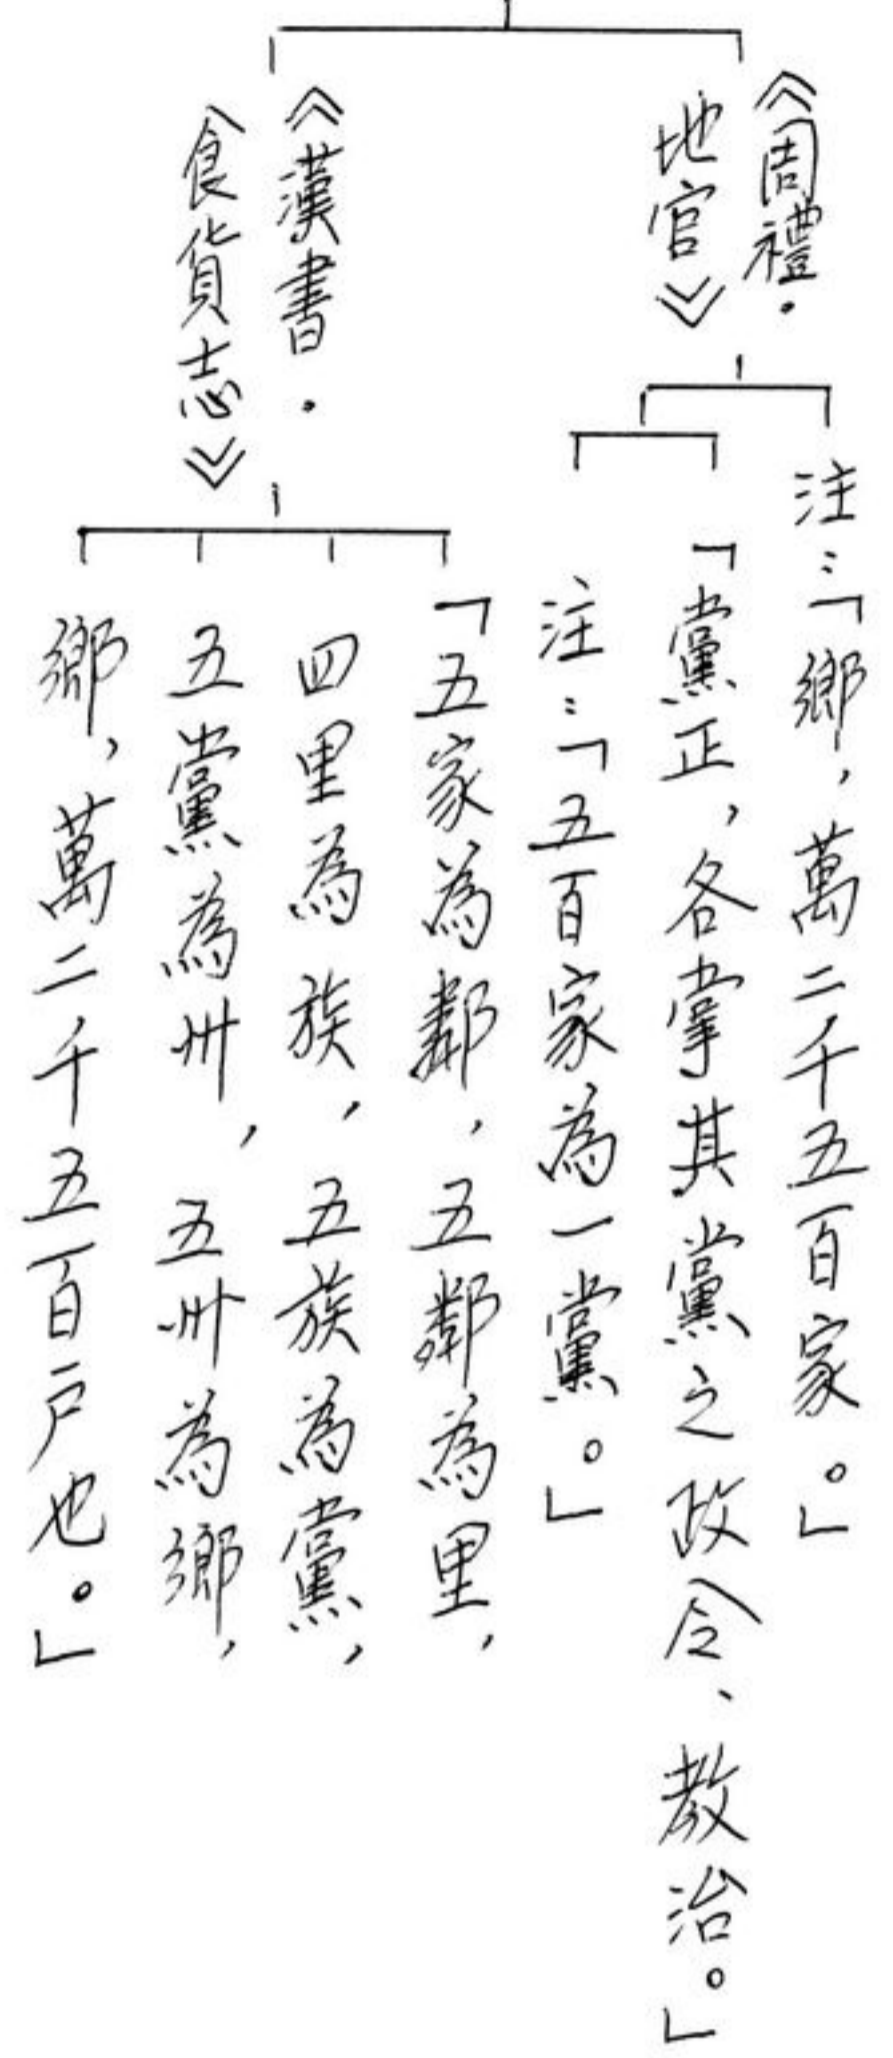 《周禮．
地官》
注：「鄉，萬二千五百家。」
「黨正，各掌其黨之政令、教治。」
注：「五百家為一黨。」
《漢書．
食貨志》
「五家為鄰，五鄰為里，
四里為族，五族為黨，
五黨為州，五州為鄉，
鄉，萬二千五百戶也。」